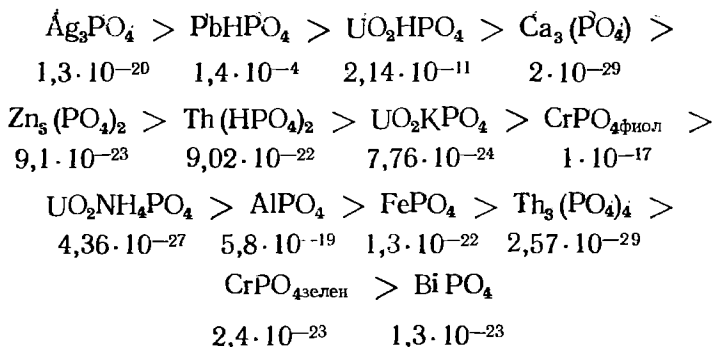 Ag₃PO₄ > PbHPO₄ > UO₂HPO₄ > Ca₃(PO₄) >
1,3·10⁻²⁰ 1,4·10⁻⁴ 2,14·10⁻¹¹ 2·10⁻²⁹
Zn₃(PO₄)₂ > Th(HPO₄)₂ > UO₂KPO₄ > CrPO₄фиол >
9,1·10⁻²³ 9,02·10⁻²² 7,76·10⁻²⁴ 1·10⁻¹⁷
UO₂NH₄PO₄ > AlPO₄ > FePO₄ > Th₃(PO₄)₄ >
4,36·10⁻²⁷ 5,8·10⁻¹⁹ 1,3·10⁻²² 2,57·10⁻²⁹
CrPO₄зелен > BiPO₄
2,4·10⁻²³ 1,3·10⁻²³